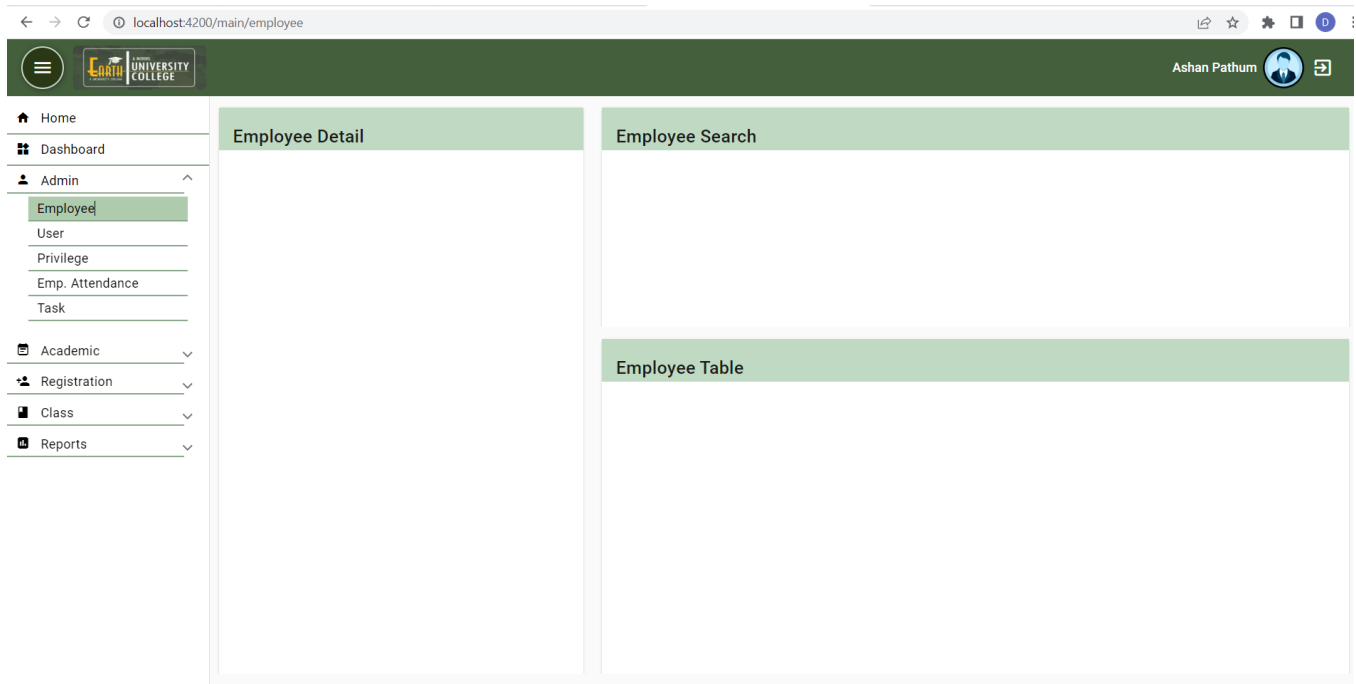 localhost:4200/main/employee
D
EARTH
UNIVERSITY
COLLEGE
Ashan Pathum
Home
Dashboard
Admin
Employee
User
Privilege
Emp. Attendance
Task
Academic
Registration
Class
Reports
Employee Detail
Employee Search
Employee Table